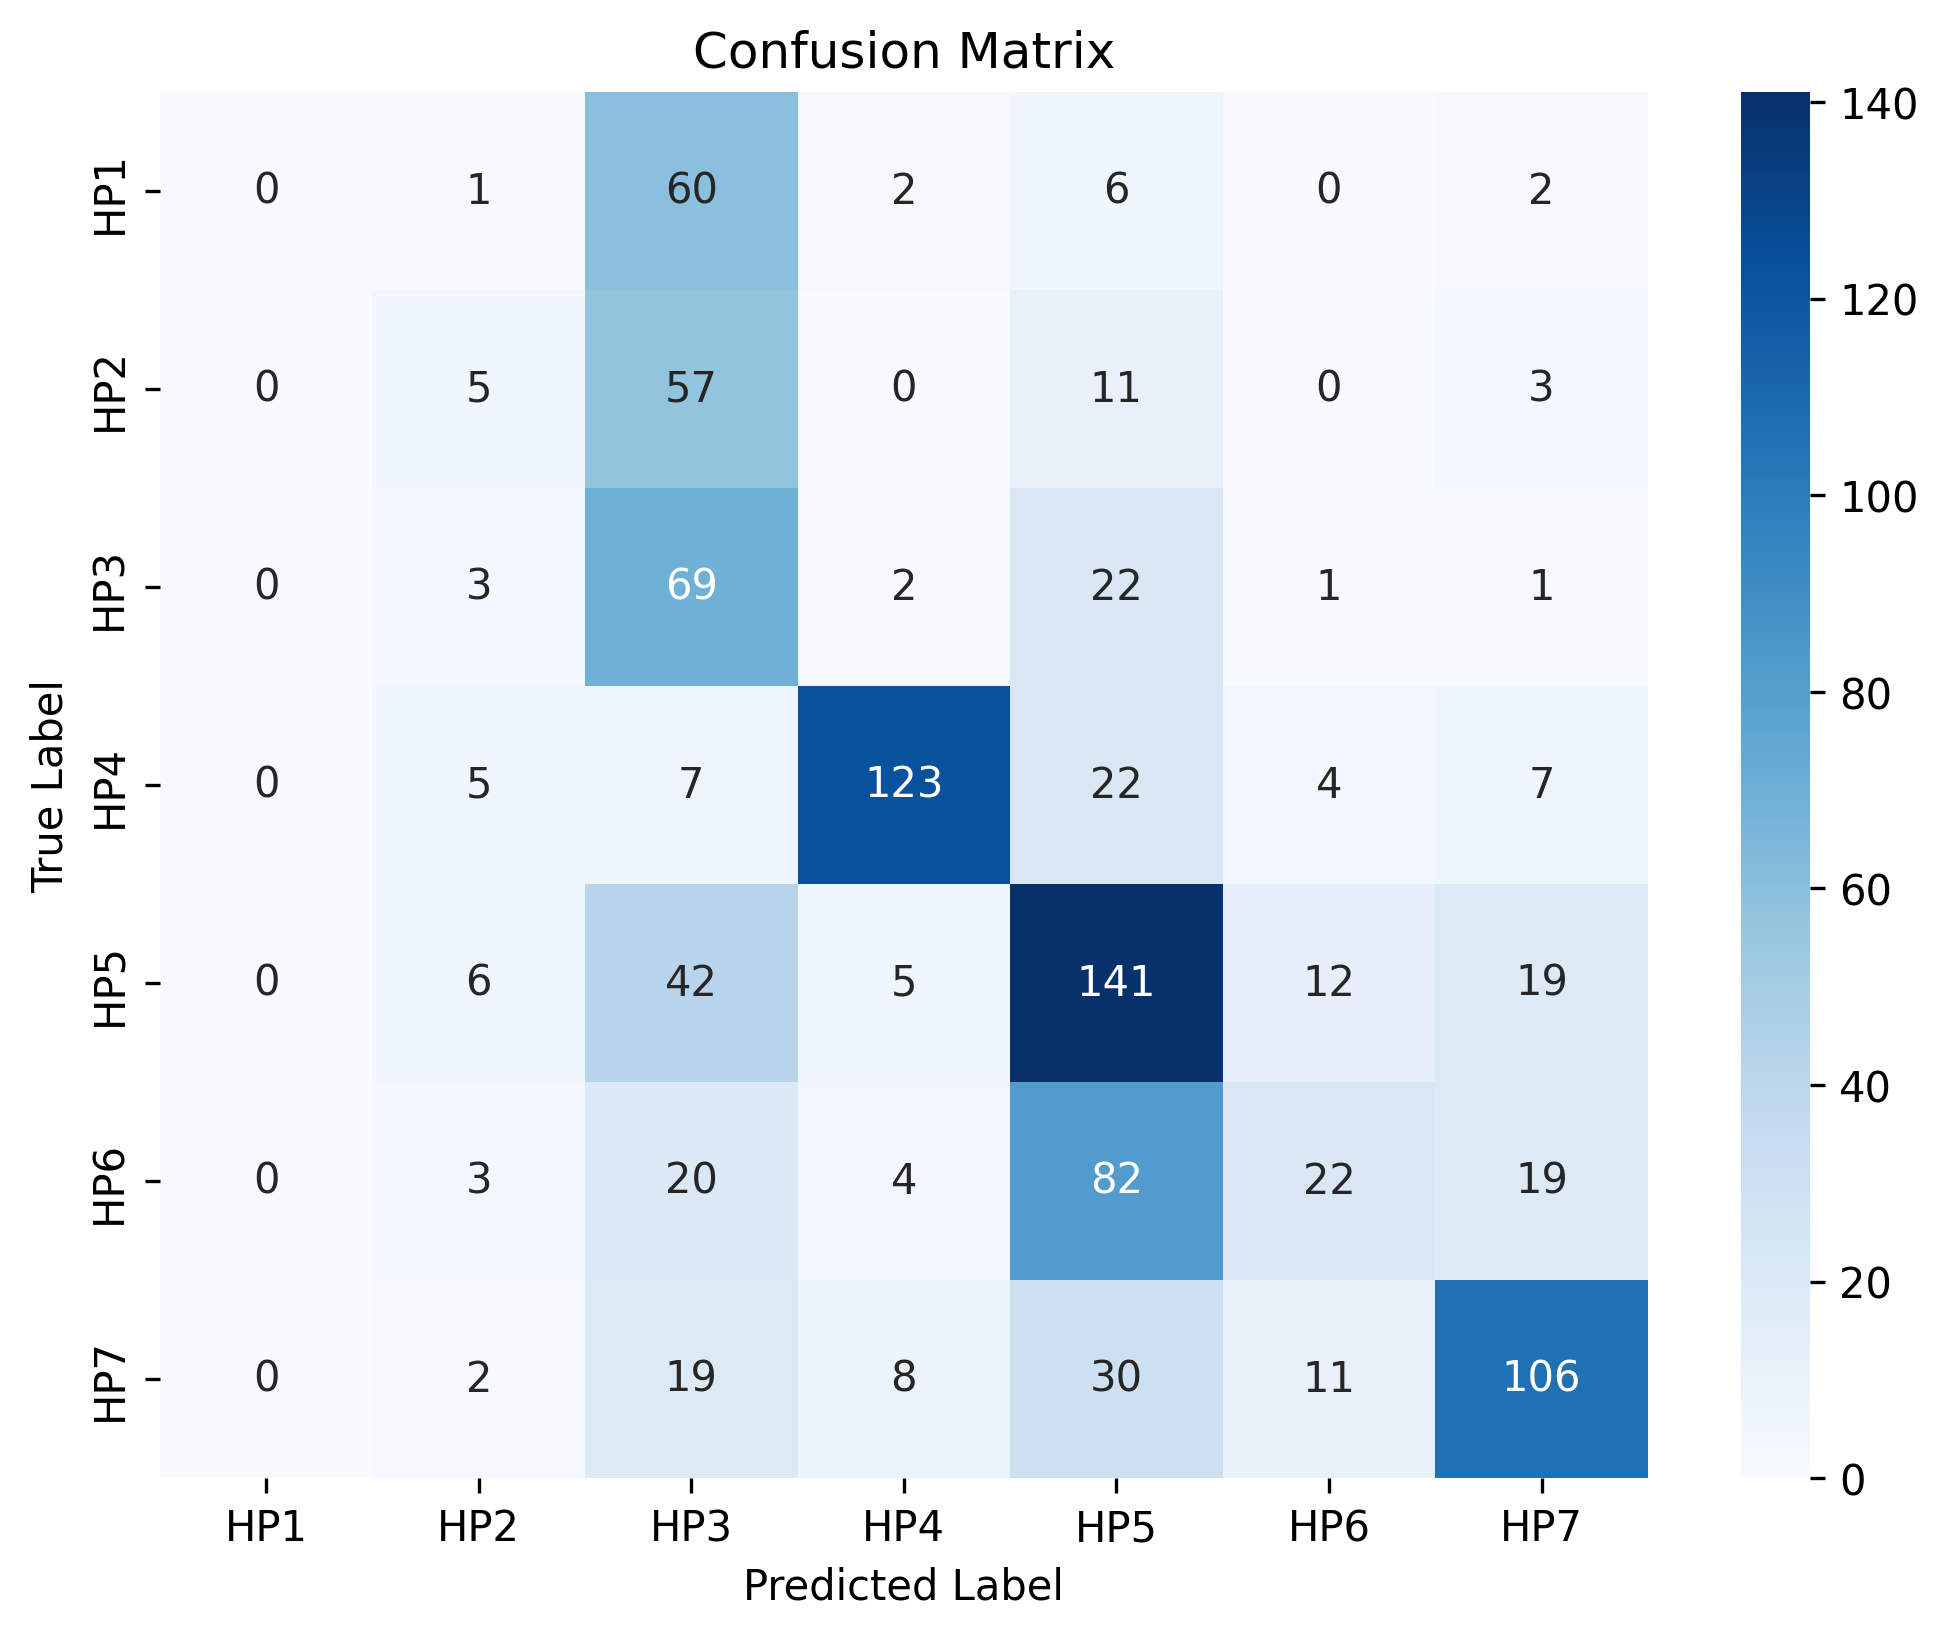 Confusion Matrix
True Label
HP1 0 1 60 2 6 0 2
HP2 0 5 57 0 11 0 3
HP3 0 3 69 2 22 1 1
HP4 0 5 7 123 22 4 7
HP5 0 6 42 5 141 12 19
HP6 0 3 20 4 82 22 19
HP7 0 2 19 8 30 11 106
HP1 HP2 HP3 HP4 HP5 HP6 HP7
Predicted Label
140
120
100
80
60
40
20
0